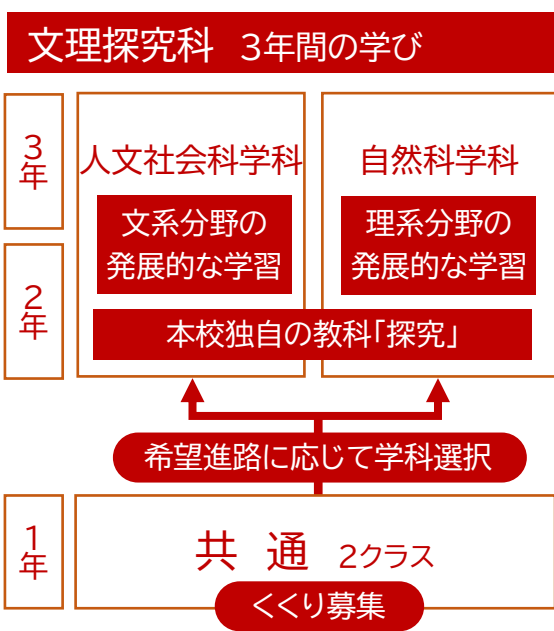 文理探究科 3年間の学び
3年
人文社会科学科
自然科学科
文系分野の
発展的な学習
理系分野の
発展的な学習
2年
本校独自の教科「探究」
希望進路に応じて学科選択
1年
共通 2クラス
くくり募集